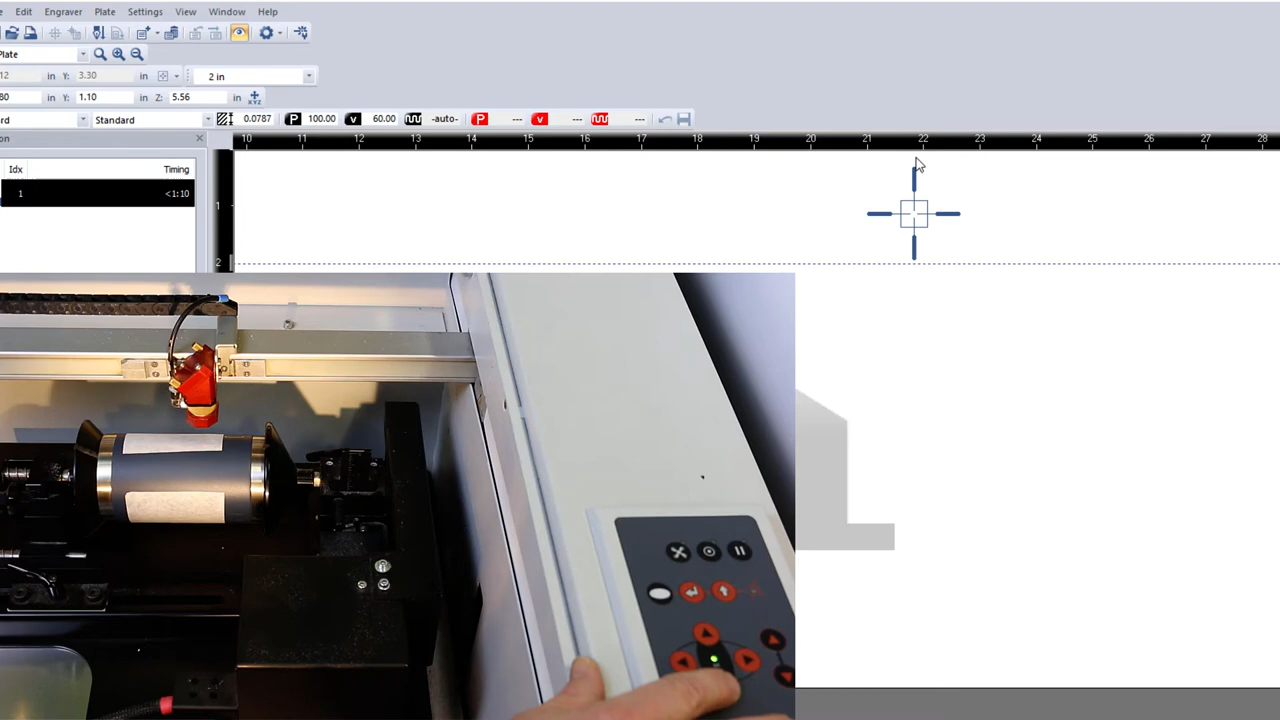 Edit Engraver Plate Settings View Window Help
Plate
12 in Y: 3.30 in 2 in
80 in Y: 1.10 in Z: 5.56 in XYZ
rd Standard 0.0787 P 100.00 v 60.00 -auto- P --- v --- ---
on 10 11 12 13 14 15 16 17 18 19 20 21 22 23 24 25 26 27 28
Idx Timing
1 <1:10
1
2